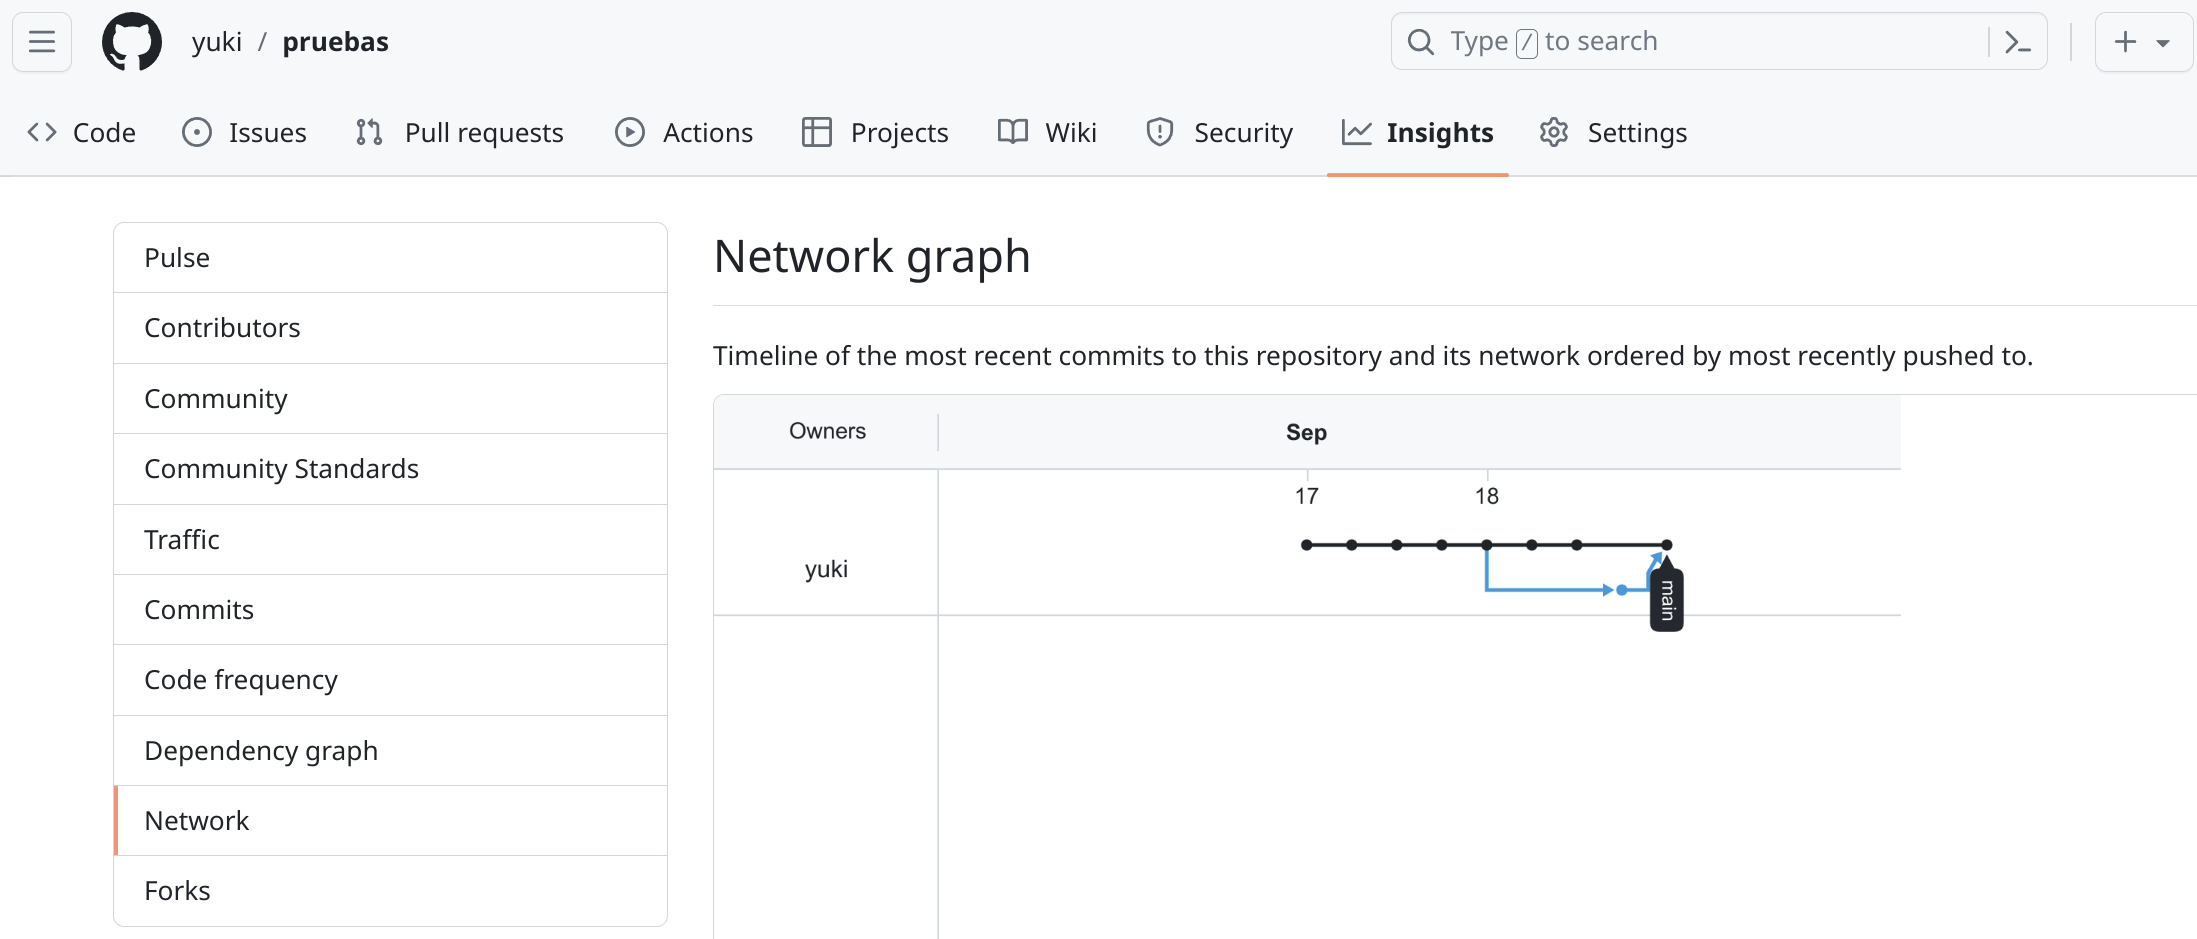 yuki / pruebas
Type / to search
Code Issues Pull requests Actions Projects Wiki Security Insights Settings
Pulse
Contributors
Community
Community Standards
Traffic
Commits
Code frequency
Dependency graph
Network
Forks
Network graph
Timeline of the most recent commits to this repository and its network ordered by most recently pushed to.
Owners Sep
17 18
yuki
main